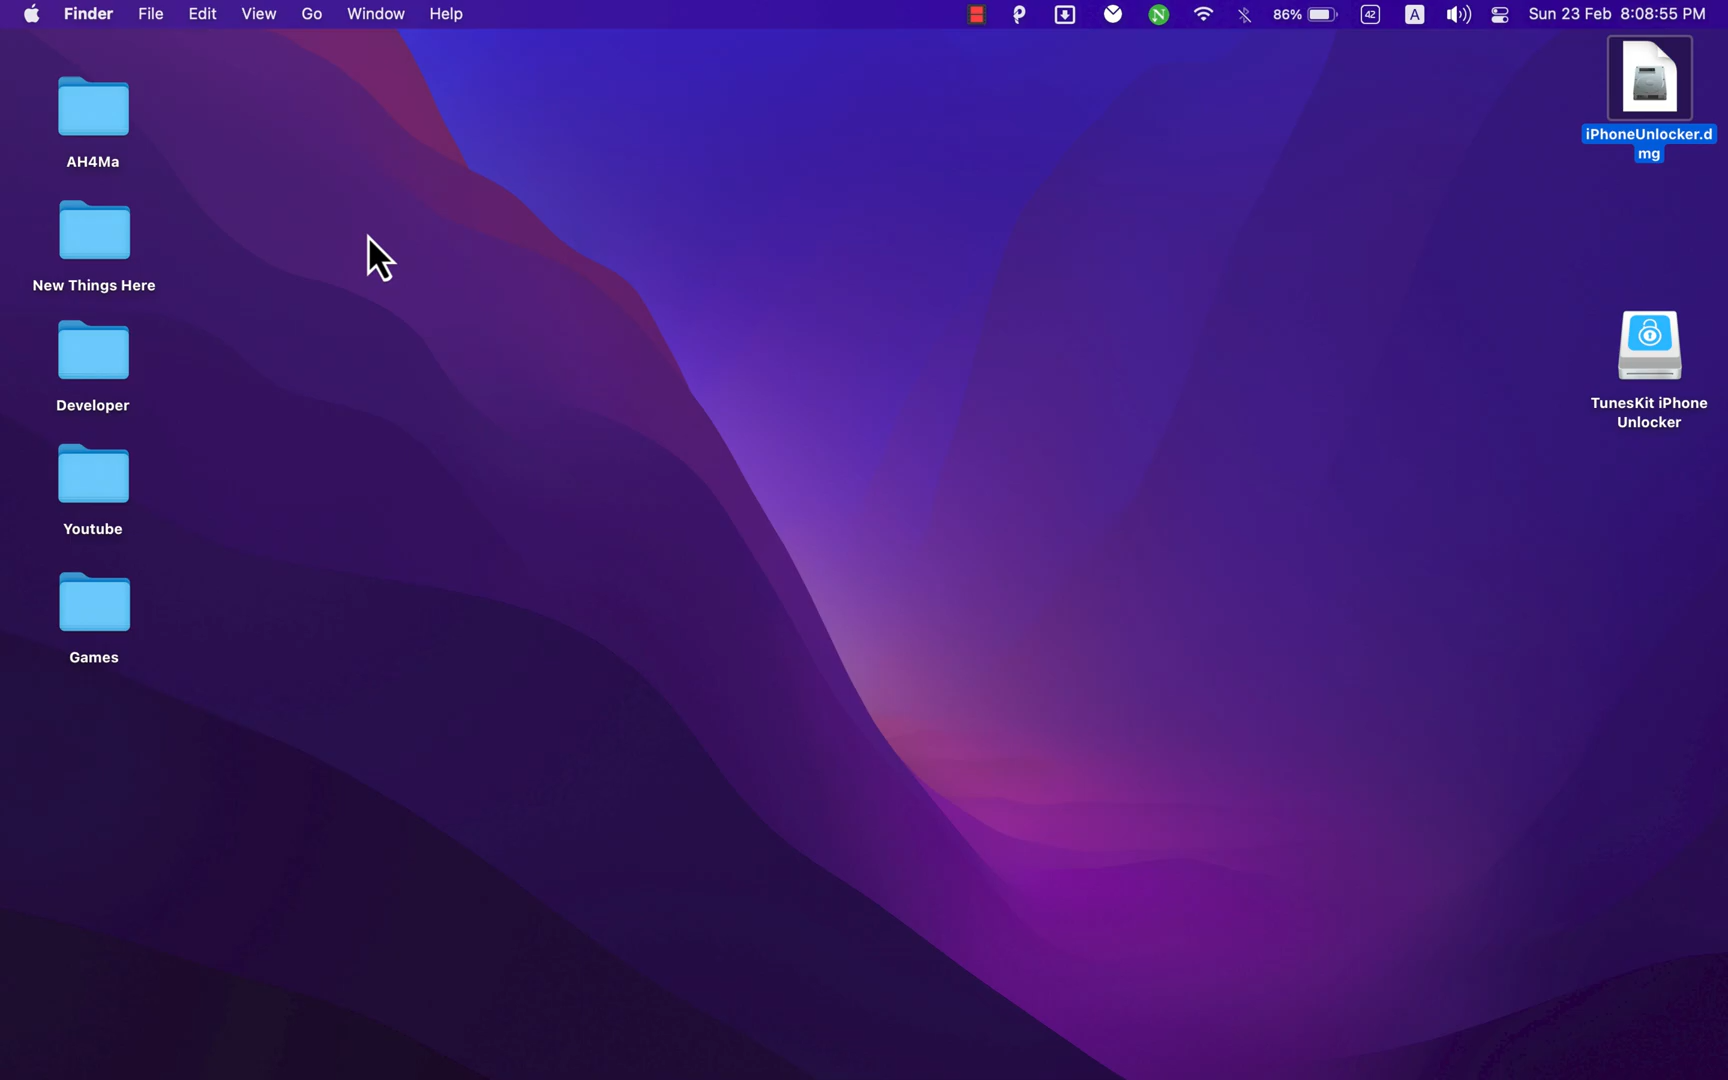 Finder File Edit View Go Window Help 86% 42 A Sun 23 Feb 8:08:55 PM
iPhoneUnlocker.d
mg
AH4Ma
New Things Here
Developer
TunesKit iPhone
Unlocker
Youtube
Games